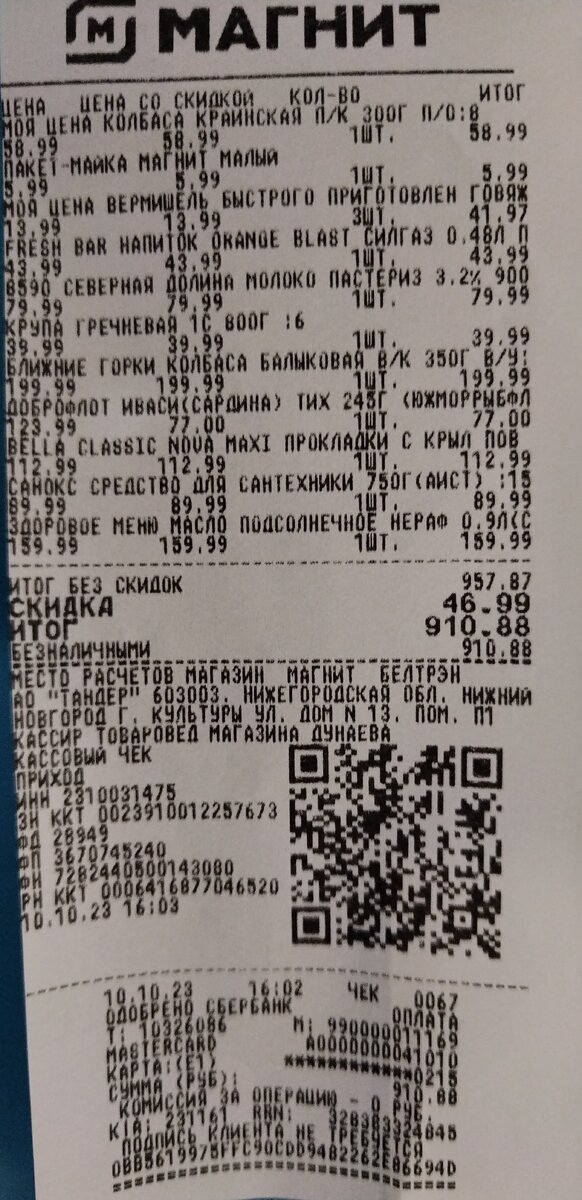 М МАГНИТ
ЦЕНА ЦЕНА СО СКИДКОЙ КОЛ-ВО ИТОГ
МОЯ ЦЕНА КОЛБАСА КРАИНСКАЯ П/К 300Г П/О:8
58.99 58.99 1ШТ. 58.99
ПАКЕТ-МАЙКА МАГНИТ МАЛЫЙ
5.99 5.99 1ШТ. 5.99
МОЯ ЦЕНА ВЕРМИШЕЛЬ БЫСТРОГО ПРИГОТОВЛЕН ГОВЯЖ
13.99 13.99 3ШТ. 41.97
FRESH BAR НАПИТОК ORANGE BLAST СИЛГАЗ 0.48Л П
43.99 43.99 1ШТ. 43.99
8590 СЕВЕРНАЯ ДОЛИНА МОЛОКО ПАСТЕРИЗ 3.2% 900
79.99 79.99 1ШТ. 79.99
КРУПА ГРЕЧНЕВАЯ 1С 800Г :6
39.99 39.99 1ШТ. 39.99
БЛИЖНИЕ ГОРКИ КОЛБАСА БАЛЫКОВАЯ В/К 350Г В/У:
199.99 199.99 1ШТ. 199.99
ДОБРОФЛОТ ИВАСИ(САРДИНА) ТИХ 245Г (ЮЖМОРРЫБФЛ
123.99 77.00 1ШТ. 77.00
BELLA CLASSIC NOVA MAXI ПРОКЛАДКИ С КРЫЛ ПОВ
112.99 112.99 1ШТ. 112.99
САНОКС СРЕДСТВО ДЛЯ САНТЕХНИКИ 750Г(АИСТ) :15
89.99 89.99 1ШТ. 89.99
ЗДОРОВОЕ МЕНЮ МАСЛО ПОДСОЛНЕЧНОЕ НЕРАФ 0.9Л(С
159.99 159.99 1ШТ. 159.99
ИТОГ БЕЗ СКИДОК 957.87
СКИДКА 46.99
ИТОГ 910.88
БЕЗНАЛИЧНЫМИ 910.88
МЕСТО РАСЧЕТОВ МАГАЗИН МАГНИТ БЕЛТРЭН
АО "ТАНДЕР" 603003. НИЖЕГОРОДСКАЯ ОБЛ. НИЖНИЙ
НОВГОРОД Г. КУЛЬТУРЫ УЛ. ДОМ N 13. ПОМ. П1
КАССИР ТОВАРОВЕД МАГАЗИНА ДУНАЕВА
КАССОВЫЙ ЧЕК
ПРИХОД
ИНН 2310031475
ЗН ККТ 0023910012257673
ФД 28949
ФП 3670745240
ФН 7282440500143080
РН ККТ 0006416877046520
10.10.23 16:03
10.10.23 16:02 ЧЕК 0067
ОДОБРЕНО СБЕРБАНК ОПЛАТА
Т: 10326086 М: 990000011169
MASTERCARD A0000000041010
КАРТА:(E1) ************0215
СУММА (РУБ): 910.88
КОМИССИЯ ЗА ОПЕРАЦИЮ - 0 РУБ.
К/А: 231161 RRN:
ПОДПИСЬ КЛИЕНТА НЕ ТРЕБУЕТСЯ
0BB5619975FFC90CDD9482262E86694D